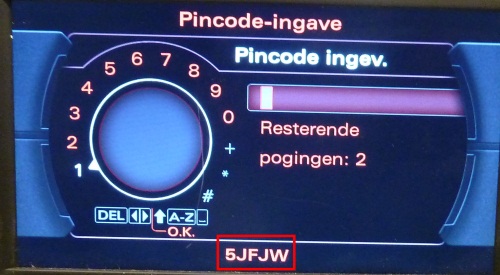 Pincode-ingave
Pincode ingev.
1 2 3 4 5 6 7 8 9 0 + * #
Resterende
pogingen: 2
DEL A-Z _
O.K.
5JFJW